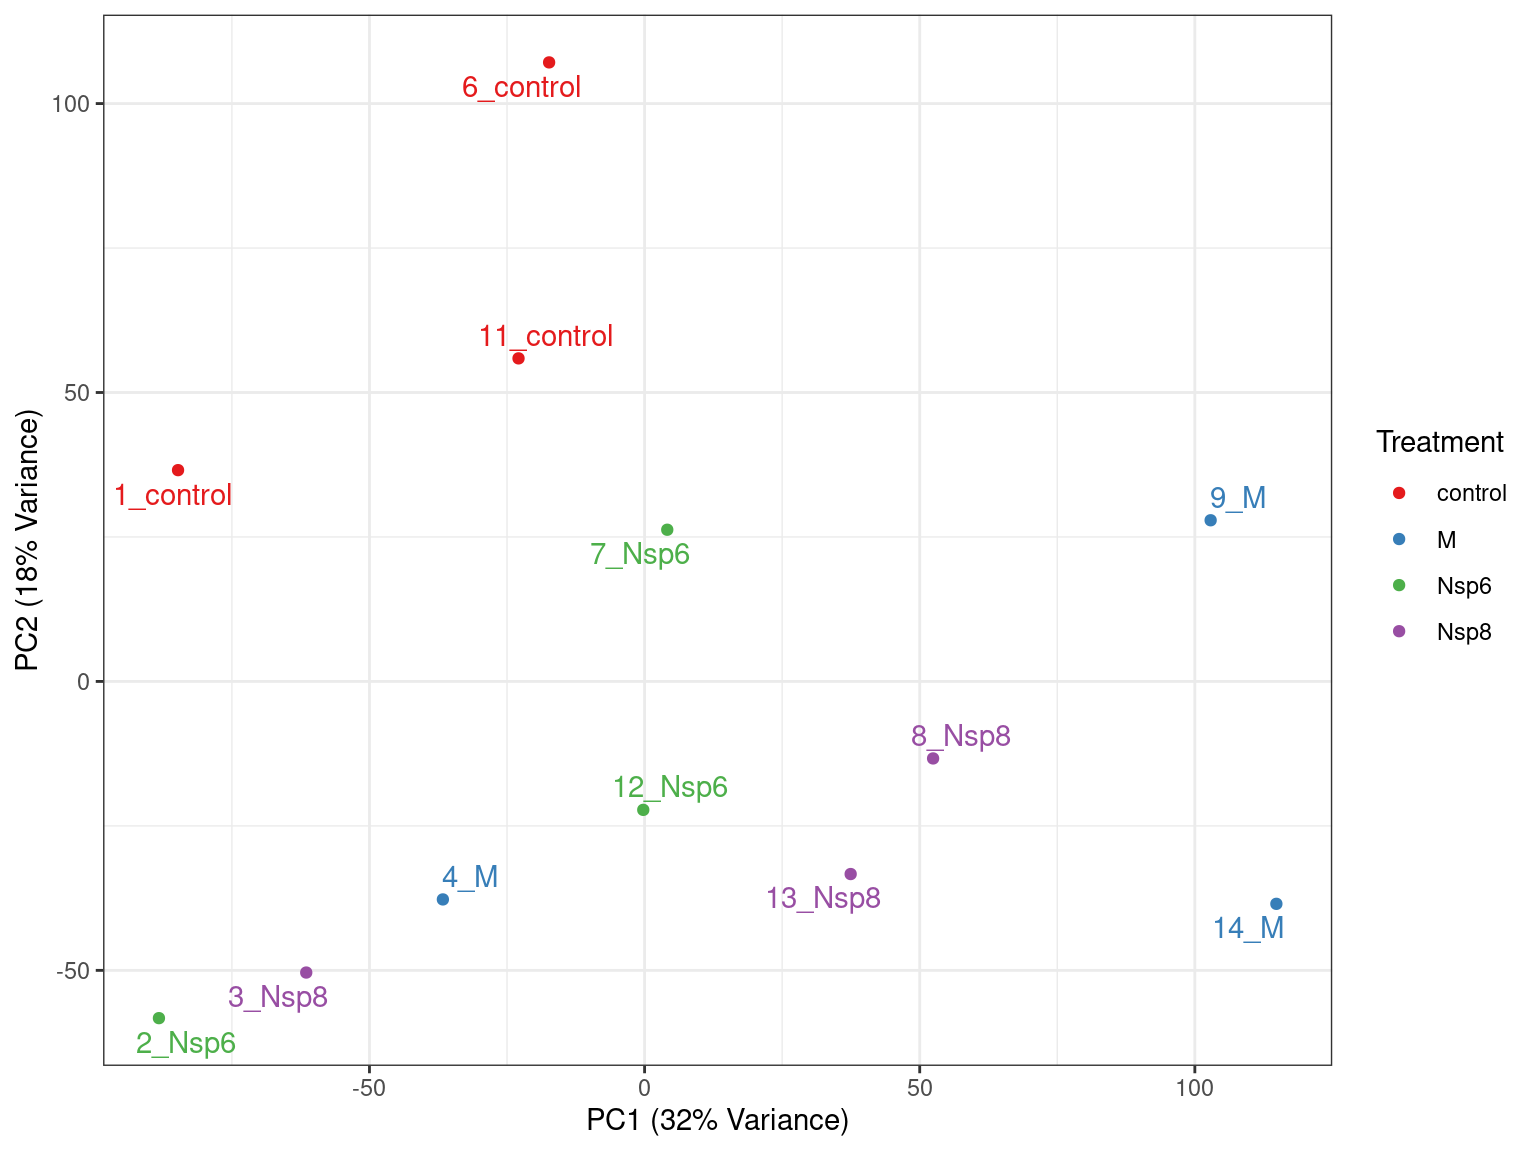 6_control
100
11_control
50
1_control
9_M
7_Nsp6
PC2 (18% Variance)
Treatment
control
M
Nsp6
Nsp8
0
8_Nsp8
12_Nsp6
4_M
13_Nsp8
14_M
-50
3_Nsp8
2_Nsp6
-50
0
50
100
PC1 (32% Variance)